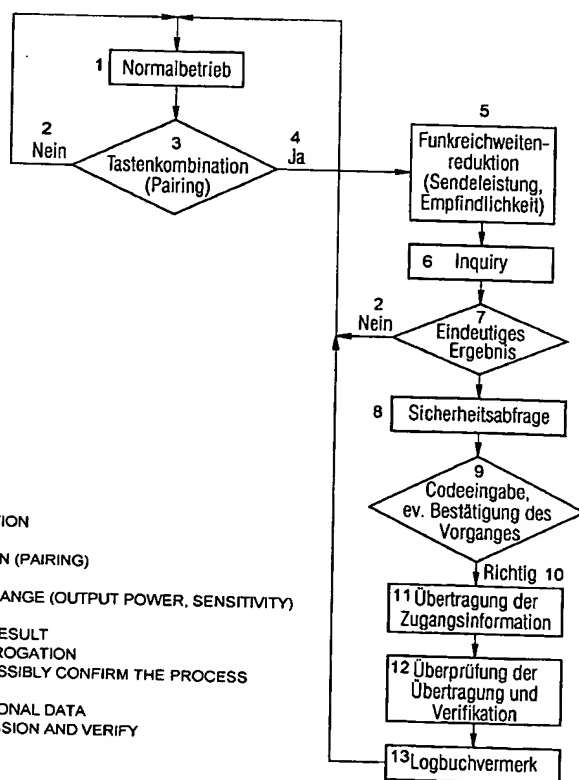 1 Normalbetrieb
2
Nein
3
Tastenkombination
(Pairing)
4
Ja
5
Funkreichweiten-
reduktion
(Sendeleistung,
Empfindlichkeit)
6 Inquiry
2
Nein
7
Eindeutiges
Ergebnis
8 Sicherheitsabfrage
9
Codeeingabe,
ev. Bestätigung des
Vorganges
Richtig 10
11 Übertragung der
Zugangsinformation
12 Überprüfung der
Übertragung und
Verifikation
13 Logbuchvermerk
TION
N (PAIRING)
ANGE (OUTPUT POWER, SENSITIVITY)
ESULT
ROGATION
SSIBLY CONFIRM THE PROCESS
ONAL DATA
SSION AND VERIFY